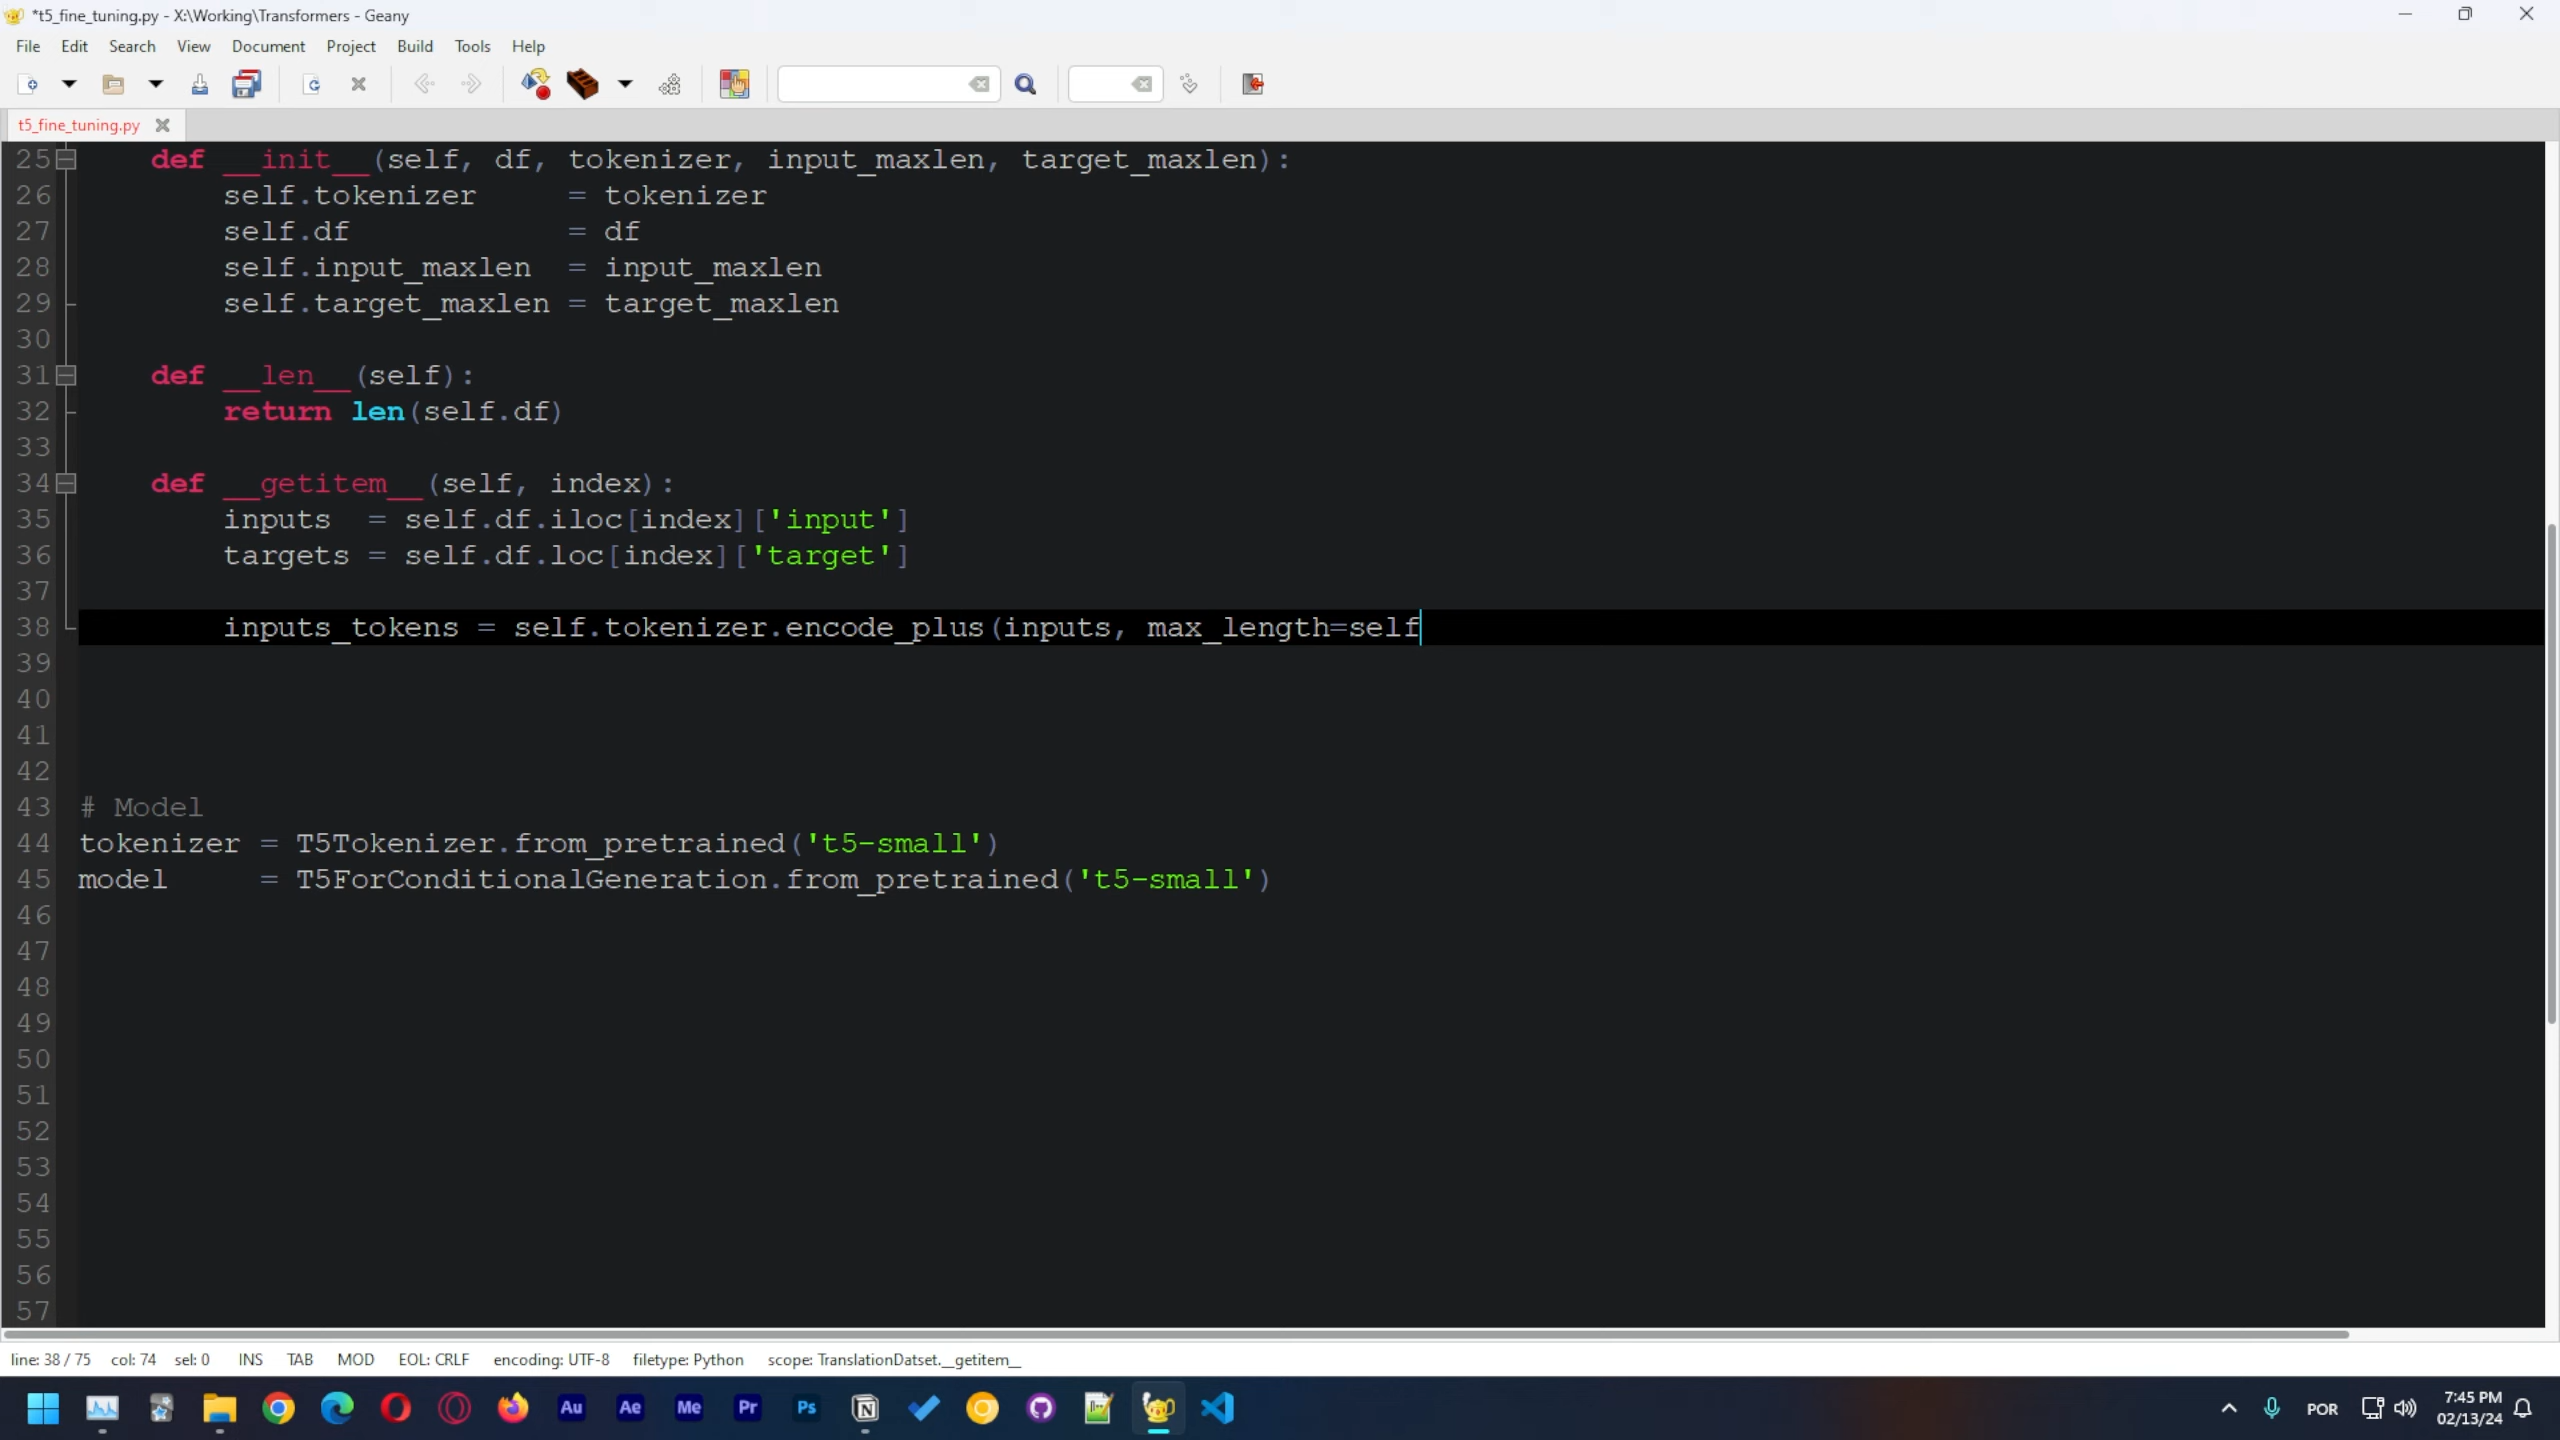 *t5_fine_tuning.py - X:\Working\Transformers - Geany
File Edit Search View Document Project Build Tools Help
t5_fine_tuning.py
25 def __init__(self, df, tokenizer, input_maxlen, target_maxlen):
26 self.tokenizer = tokenizer
27 self.df = df
28 self.input_maxlen = input_maxlen
29 self.target_maxlen = target_maxlen
30
31 def __len__(self):
32 return len(self.df)
33
34 def __getitem__(self, index):
35 inputs = self.df.iloc[index]['input']
36 targets = self.df.loc[index]['target']
37
38 inputs_tokens = self.tokenizer.encode_plus(inputs, max_length=self
39
40
41
42
43 # Model
44 tokenizer = T5Tokenizer.from_pretrained('t5-small')
45 model = T5ForConditionalGeneration.from_pretrained('t5-small')
46
47
48
49
50
51
52
53
54
55
56
57
line: 38 / 75 col: 74 sel: 0 INS TAB MOD EOL: CRLF encoding: UTF-8 filetype: Python scope: TranslationDatset.__getitem__
Au Ae Me Pr Ps N POR 7:45 PM
02/13/24